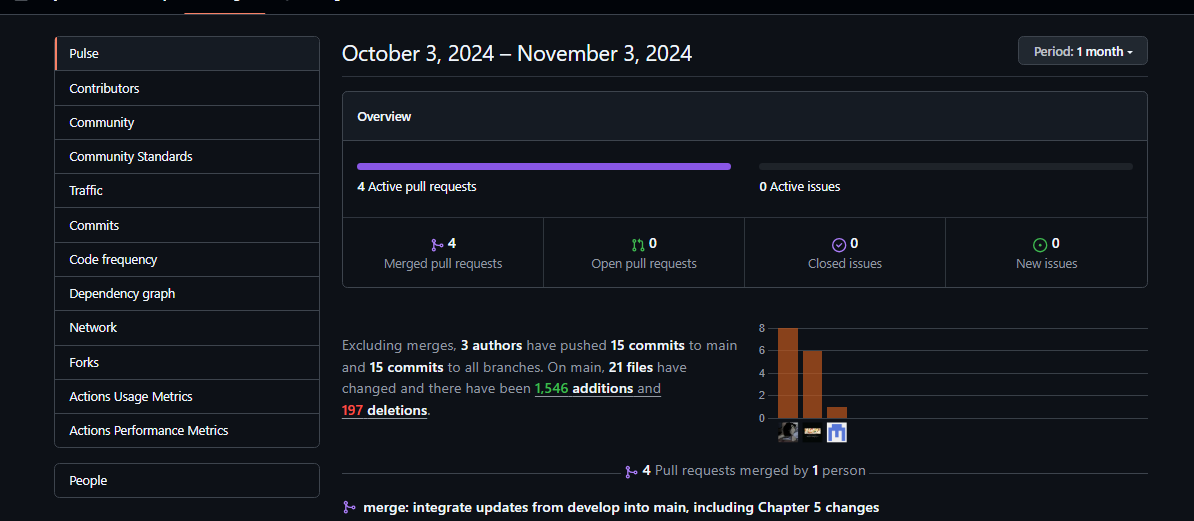 Pulse
Contributors
Community
Community Standards
Traffic
Commits
Code frequency
Dependency graph
Network
Forks
Actions Usage Metrics
Actions Performance Metrics
People
October 3, 2024 – November 3, 2024
Period: 1 month
Overview
4 Active pull requests
0 Active issues
4
Merged pull requests
0
Open pull requests
0
Closed issues
0
New issues
Excluding merges, 3 authors have pushed 15 commits to main
and 15 commits to all branches. On main, 21 files have
changed and there have been 1,546 additions and
197 deletions.
8
6
4
2
0
4 Pull requests merged by 1 person
merge: integrate updates from develop into main, including Chapter 5 changes